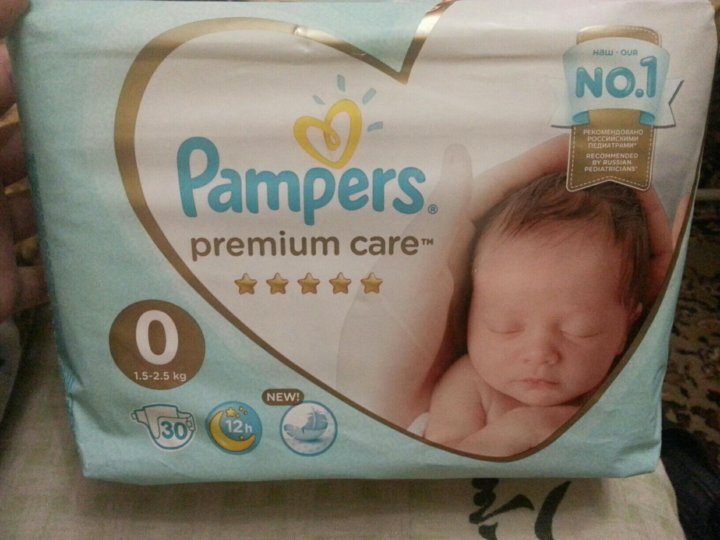 НАШ - OUR
NO.1
РЕКОМЕНДОВАНО
РОССИЙСКИМИ
ПЕДИАТРАМИ*
RECOMMENDED
BY RUSSIAN
PEDIATRICIANS*
Pampers®
premium care™
0
1.5-2.5 kg
NEW!
30
12h